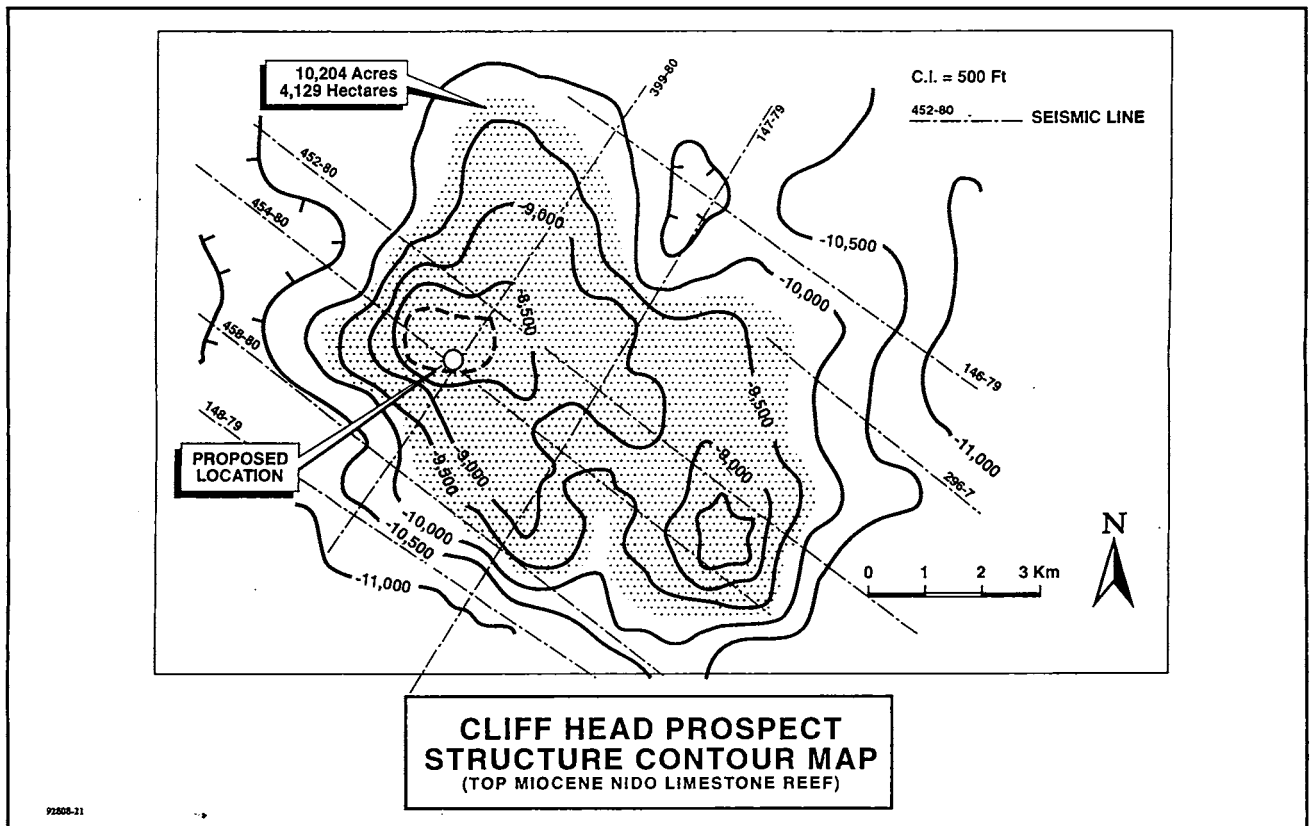 10,204 Acres
4,129 Hectares
399-80
147-79
C.I. = 500 Ft
452-80
SEISMIC LINE
452-80
454-80
458-80
148-79
-9,000
-8,500
-10,500
-10,000
-9,500
146-79
-11,000
296-7
-9,000
PROPOSED
LOCATION
-9,000
-9,500
-10,000
-10,500
-11,000
N
0 1 2 3 Km
CLIFF HEAD PROSPECT
STRUCTURE CONTOUR MAP
(TOP MIOCENE NIDO LIMESTONE REEF)
92808-21